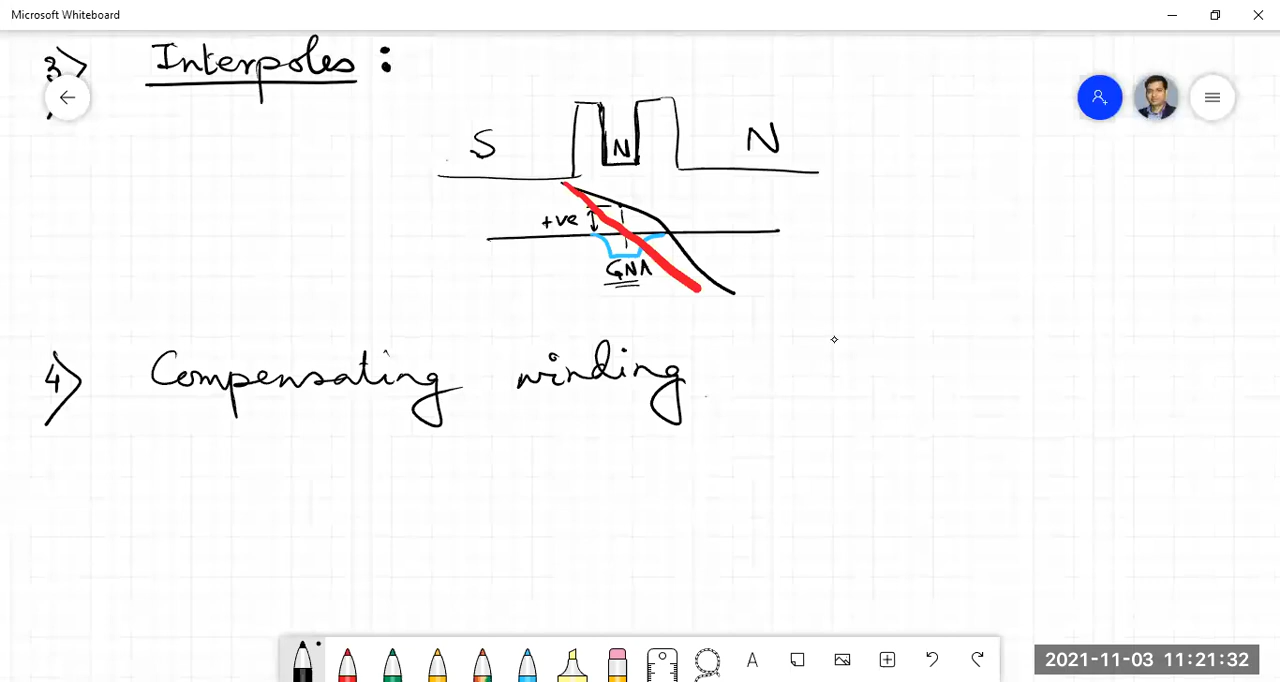 Microsoft Whiteboard
3) Interpoles :
S N N
+ve
GNA
4) Compensating winding
A
2021-11-03 11:21:32